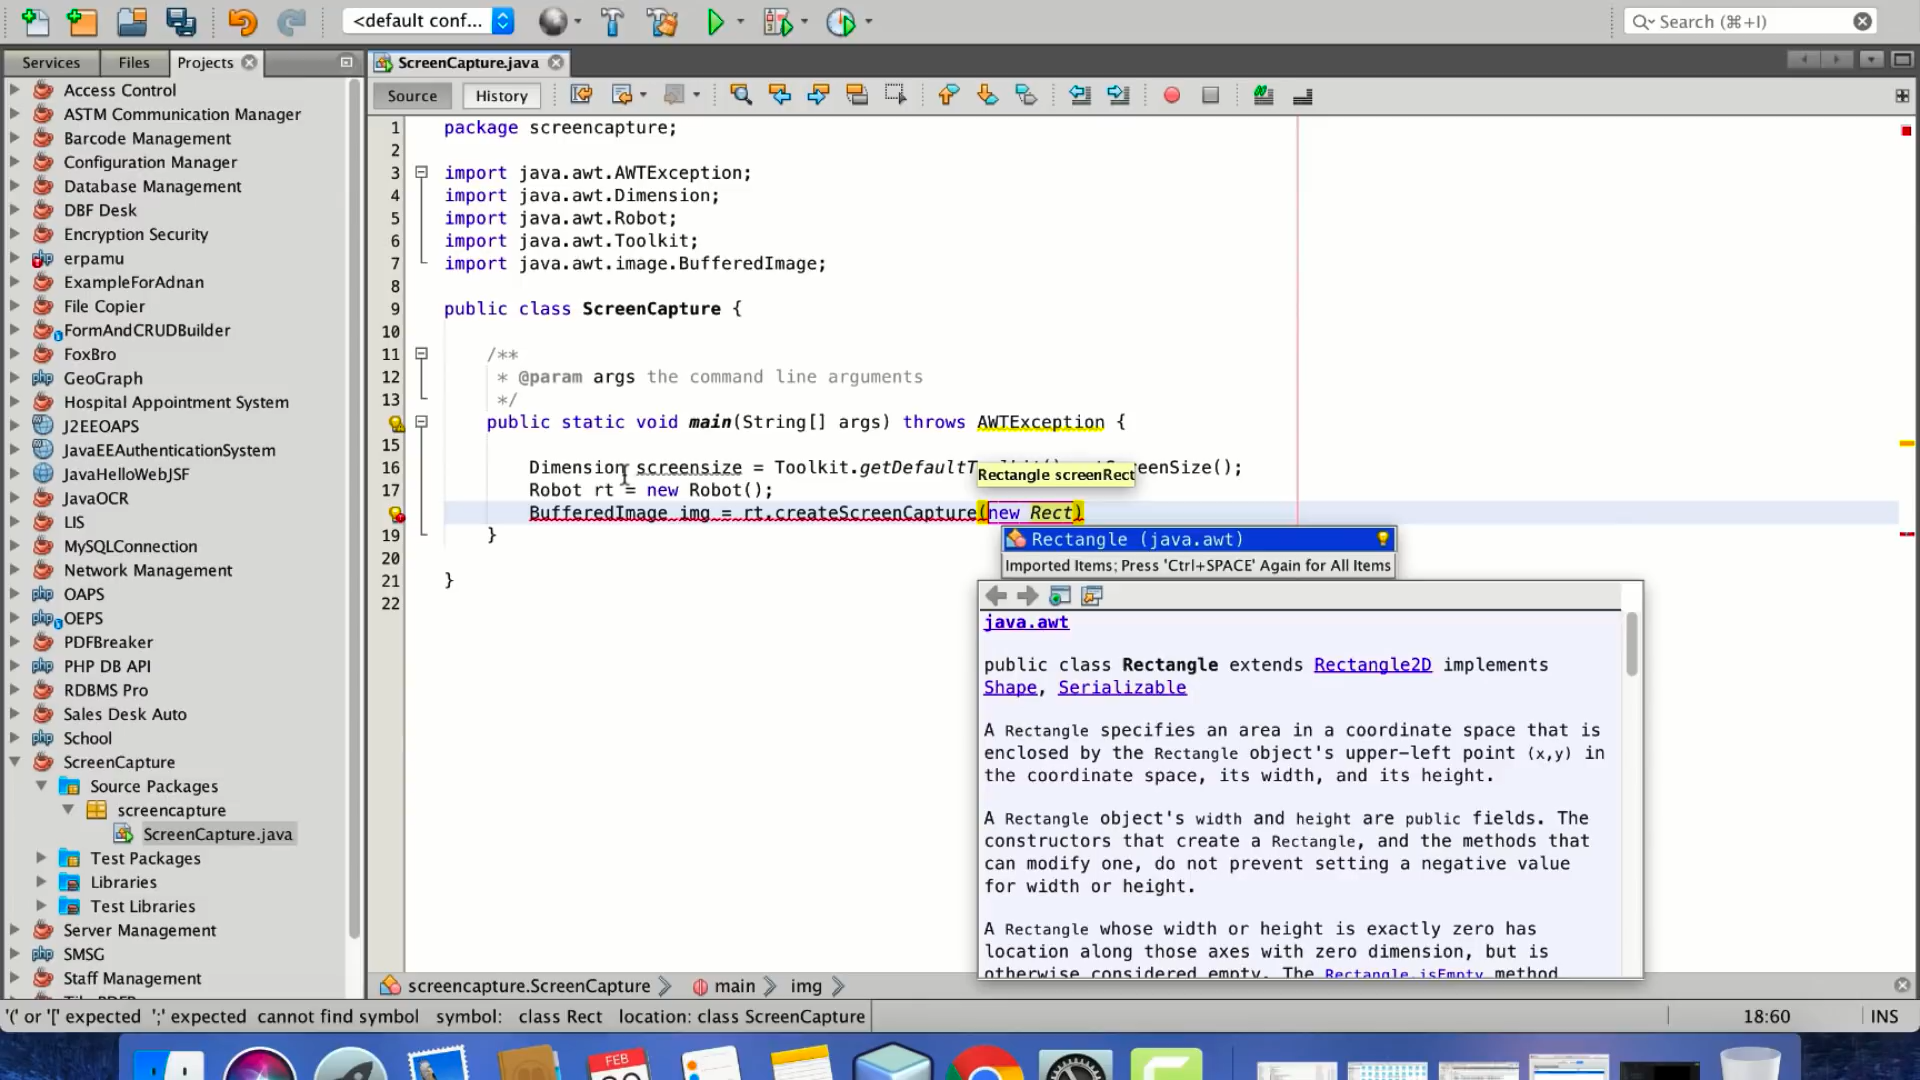 <default conf...
Search (⌘+I)
Services
Files
Projects
ScreenCapture.java
Source
History
Access Control
ASTM Communication Manager
Barcode Management
Configuration Manager
Database Management
DBF Desk
Encryption Security
erpamu
ExampleForAdnan
File Copier
FormAndCRUDBuilder
FoxBro
GeoGraph
Hospital Appointment System
J2EEOAPS
JavaEEAuthenticationSystem
JavaHelloWebJSF
JavaOCR
LIS
MySQLConnection
Network Management
OAPS
OEPS
PDFBreaker
PHP DB API
RDBMS Pro
Sales Desk Auto
School
ScreenCapture
Source Packages
screencapture
ScreenCapture.java
Test Packages
Libraries
Test Libraries
Server Management
SMSG
Staff Management
1 package screencapture;
2
3 import java.awt.AWTException;
4 import java.awt.Dimension;
5 import java.awt.Robot;
6 import java.awt.Toolkit;
7 import java.awt.image.BufferedImage;
8
9 public class ScreenCapture {
10
11 /**
12 * @param args the command line arguments
13 */
public static void main(String[] args) throws AWTException {
15
16 Dimension screensize = Toolkit.getDefaultT eenSize();
Rectangle screenRect
17 Robot rt = new Robot();
BufferedImage img = rt.createScreenCapture(new Rect)
19 }
20
21 }
22
Rectangle (java.awt)
Imported Items; Press 'Ctrl+SPACE' Again for All Items
java.awt
public class Rectangle extends Rectangle2D implements
Shape, Serializable
A Rectangle specifies an area in a coordinate space that is
enclosed by the Rectangle object's upper-left point (x,y) in
the coordinate space, its width, and its height.
A Rectangle object's width and height are public fields. The
constructors that create a Rectangle, and the methods that
can modify one, do not prevent setting a negative value
for width or height.
A Rectangle whose width or height is exactly zero has
location along those axes with zero dimension, but is
otherwise considered empty. The Rectangle.isEmpty method
screencapture.ScreenCapture
main
img
'(' or '[' expected ';' expected cannot find symbol symbol: class Rect location: class ScreenCapture
18:60
INS
FEB